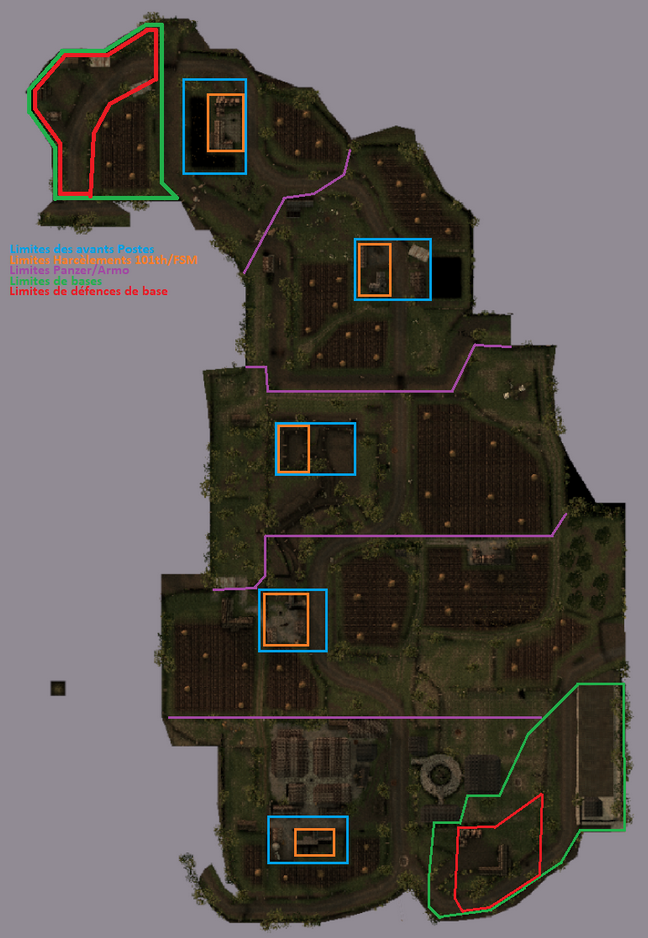 Limites des avants Postes
Limites Harcèlements 101th/FSM
Limites Panzer/Armo
Limites de bases
Limites de défences de base